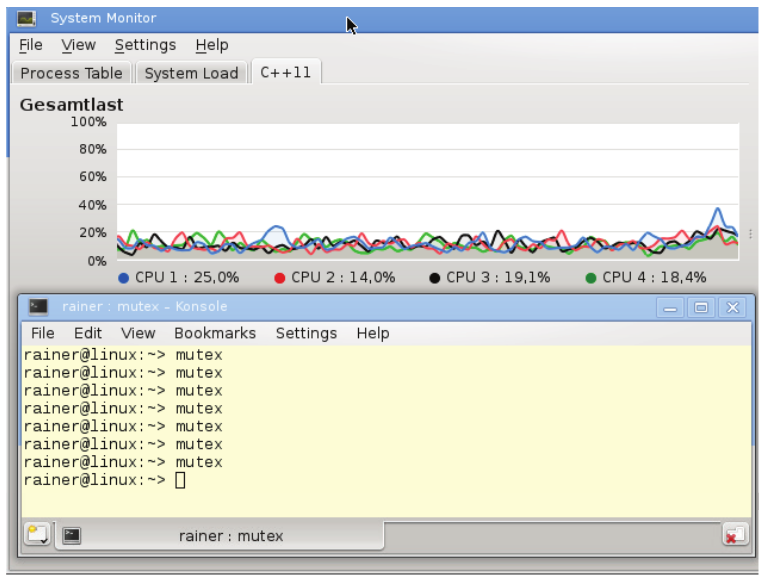 System Monitor
File View Settings Help
Process Table System Load C++11
Gesamtlast
100%
80%
60%
40%
20%
0%
CPU 1 : 25,0% CPU 2 : 14,0% CPU 3 : 19,1% CPU 4 : 18,4%
rainer : mutex – Konsole
File Edit View Bookmarks Settings Help
rainer@linux:~> mutex
rainer@linux:~> mutex
rainer@linux:~> mutex
rainer@linux:~> mutex
rainer@linux:~> mutex
rainer@linux:~> mutex
rainer@linux:~> mutex
rainer@linux:~>
rainer : mutex